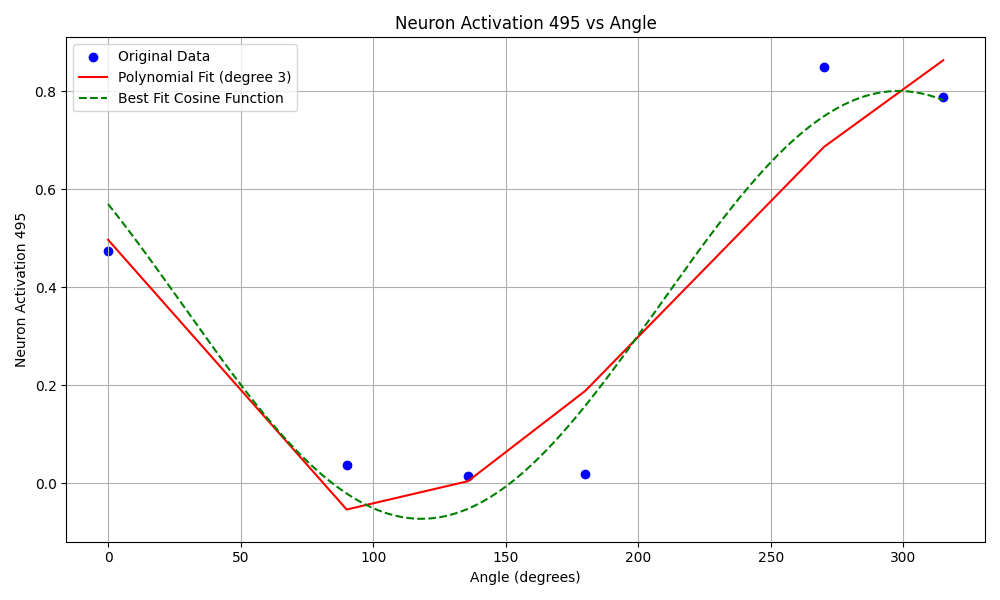 Neuron Activation 495 vs Angle
Original Data
Polynomial Fit (degree 3)
Best Fit Cosine Function
Neuron Activation 495
0.8
0.6
0.4
0.2
0.0
0 50 100 150 200 250 300
Angle (degrees)